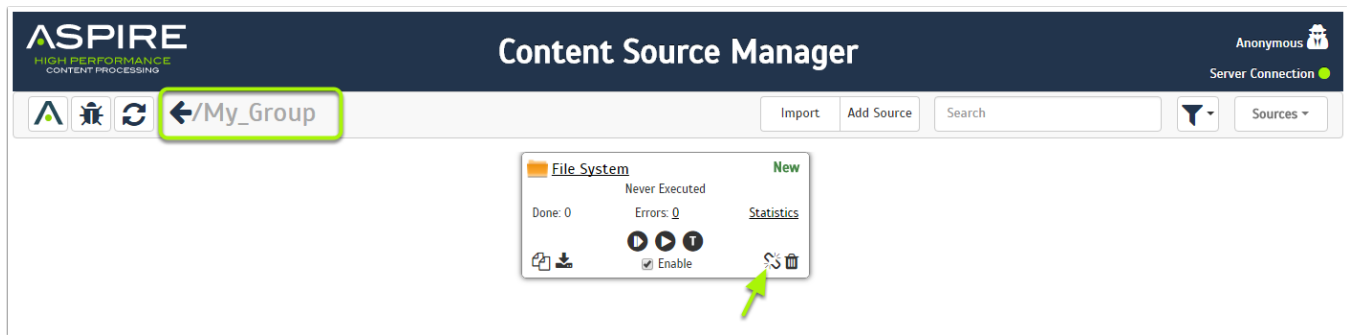 ASPIRE
HIGH PERFORMANCE
CONTENT PROCESSING
Content Source Manager
Anonymous
Server Connection
/My_Group
Import Add Source Search Sources
File System New
Never Executed
Done: 0 Errors: 0 Statistics
T
Enable